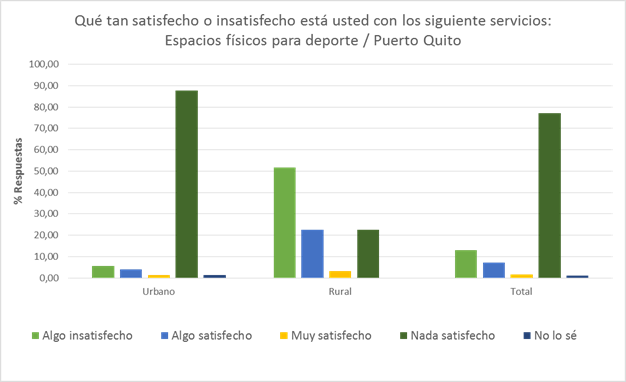 Qué tan satisfecho o insatisfecho está usted con los siguiente servicios:
Espacios físicos para deporte / Puerto Quito
% Respuestas
100,00
90,00
80,00
70,00
60,00
50,00
40,00
30,00
20,00
10,00
0,00
Urbano Rural Total
Algo insatisfecho Algo satisfecho Muy satisfecho Nada satisfecho No lo sé